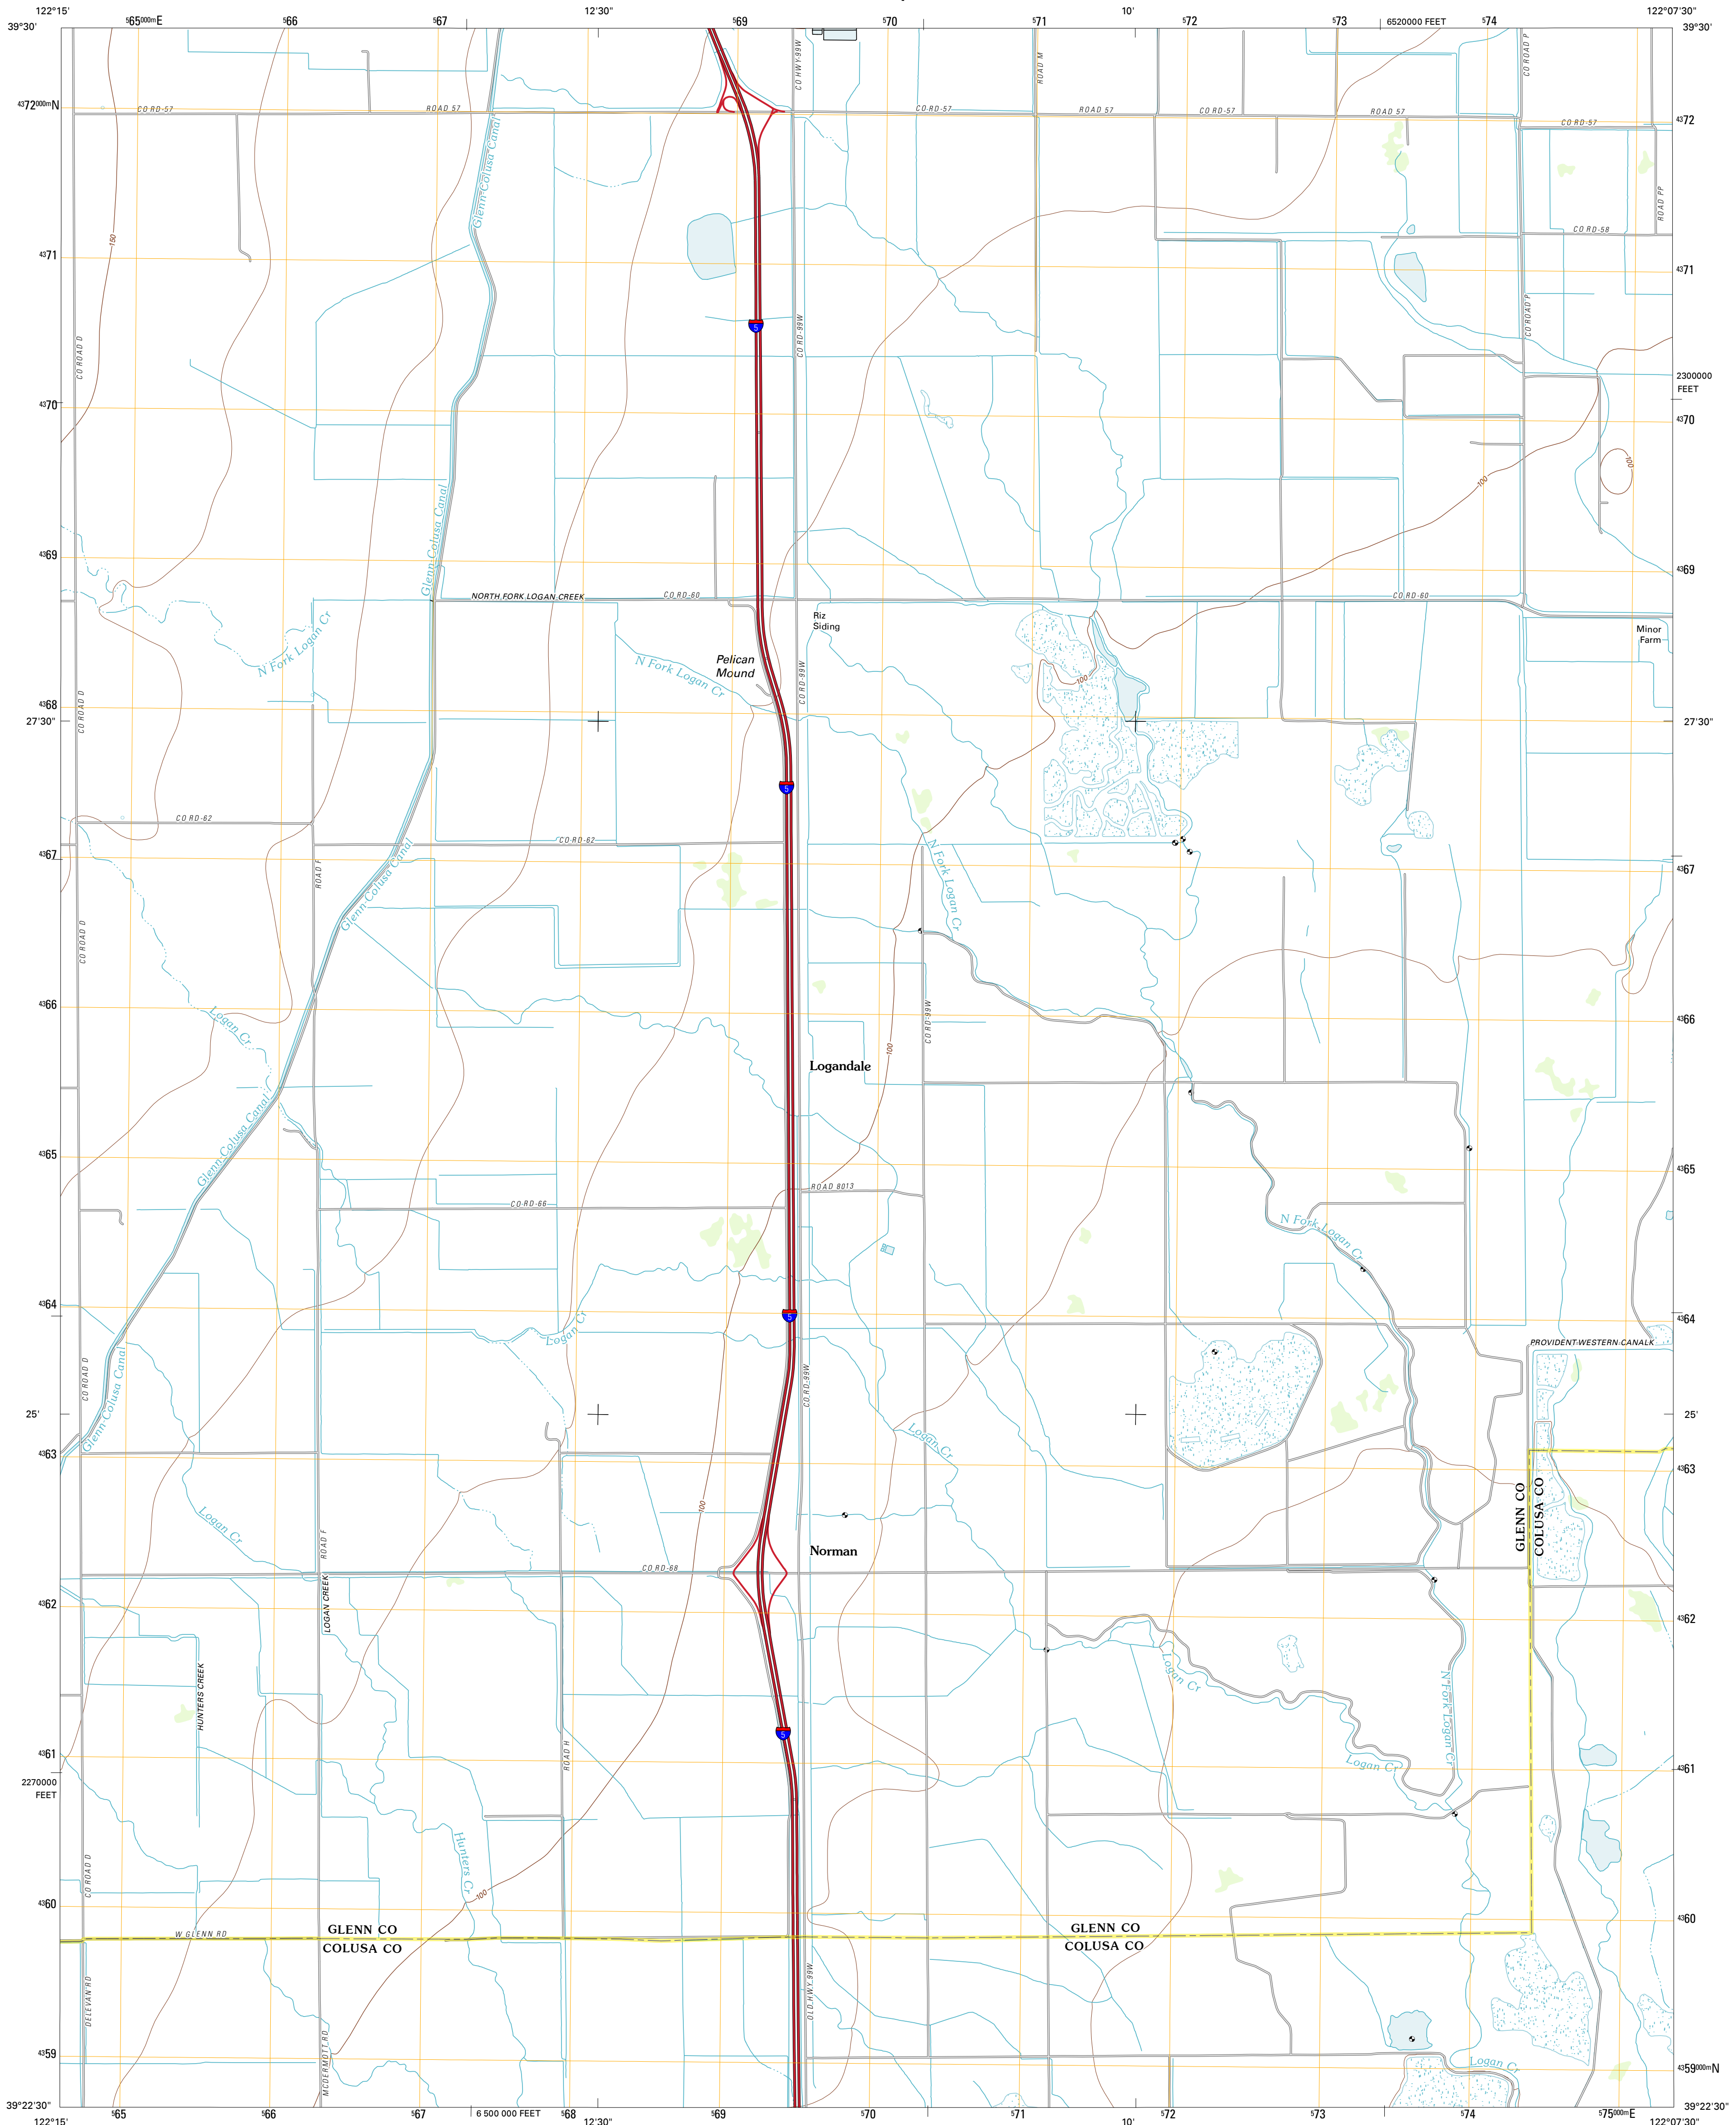 122°15'
⁵65⁰⁰⁰ᵐE
⁵66
⁵67
12'30"
⁵69
⁵70
⁵71
10'
⁵72
⁵73
6520000 FEET
⁵74
122°07'30"
39°30'
39°30'
CO HWY-99W
ROAD M
CO ROAD P
⁴³72⁰⁰⁰ᵐN
CO RD-57
ROAD 57
CO-RD-57
ROAD 57
CO RD-57
ROAD 57
CO RD-57
⁴³72
Glenn-Colusa Canal
ROAD PP
150
CO RD-58
⁴³71
⁴³71
5
CO RD-99W
CO ROAD P
CO ROAD D
2300000
FEET
⁴³70
⁴³70
100
100
Glenn-Colusa Canal
⁴³69
⁴³69
NORTH FORK LOGAN CREEK
CO RD-60
CO RD-60
Riz
Siding
Minor
Farm
N Fork Logan Cr
Pelican
Mound
N Fork Logan Cr
CO RD-99W
100
CO ROAD D
⁴³68
27'30"
27'30"
5
CO RD-62
CO RD-62
⁴³67
⁴³67
ROAD F
Glenn-Colusa Canal
N Fork Logan Cr
CO ROAD D
⁴³66
Logan Cr
CO RD-99W
⁴³66
100
Logandale
Glenn-Colusa Canal
⁴³65
⁴³65
ROAD 8013
CO RD-66
N Fork Logan Cr
⁴³64
5
⁴³64
Logan Cr
PROVIDENT-WESTERN-CANALK
Glenn-Colusa Canal
CO ROAD D
CO RD-99W
25'
25'
Logan Cr
⁴³63
⁴³63
100
GLENN CO
COLUSA CO
Logan Cr
ROAD F
Norman
CO RD-68
LOGAN CREEK
⁴³62
⁴³62
HUNTERS CREEK
Logan Cr
N Fork Logan Cr
5
ROAD H
⁴³61
Logan Cr
⁴³61
2270000
FEET
Hunters Cr
CO ROAD D
100
⁴³60
⁴³60
W GLENN RD
GLENN CO
COLUSA CO
GLENN CO
COLUSA CO
DELEVAN RD
OLD HWY 99W
MCDERMOTT RD
⁴³59
Logan Cr
⁴³59⁰⁰⁰ᵐN
39°22'30"
39°22'30"
⁵65
⁵66
⁵67
6 500 000 FEET
⁵68
12'30"
⁵69
⁵70
⁵71
10'
⁵72
⁵73
⁵74
⁵75⁰⁰⁰ᵐE
122°15'
122°07'30"